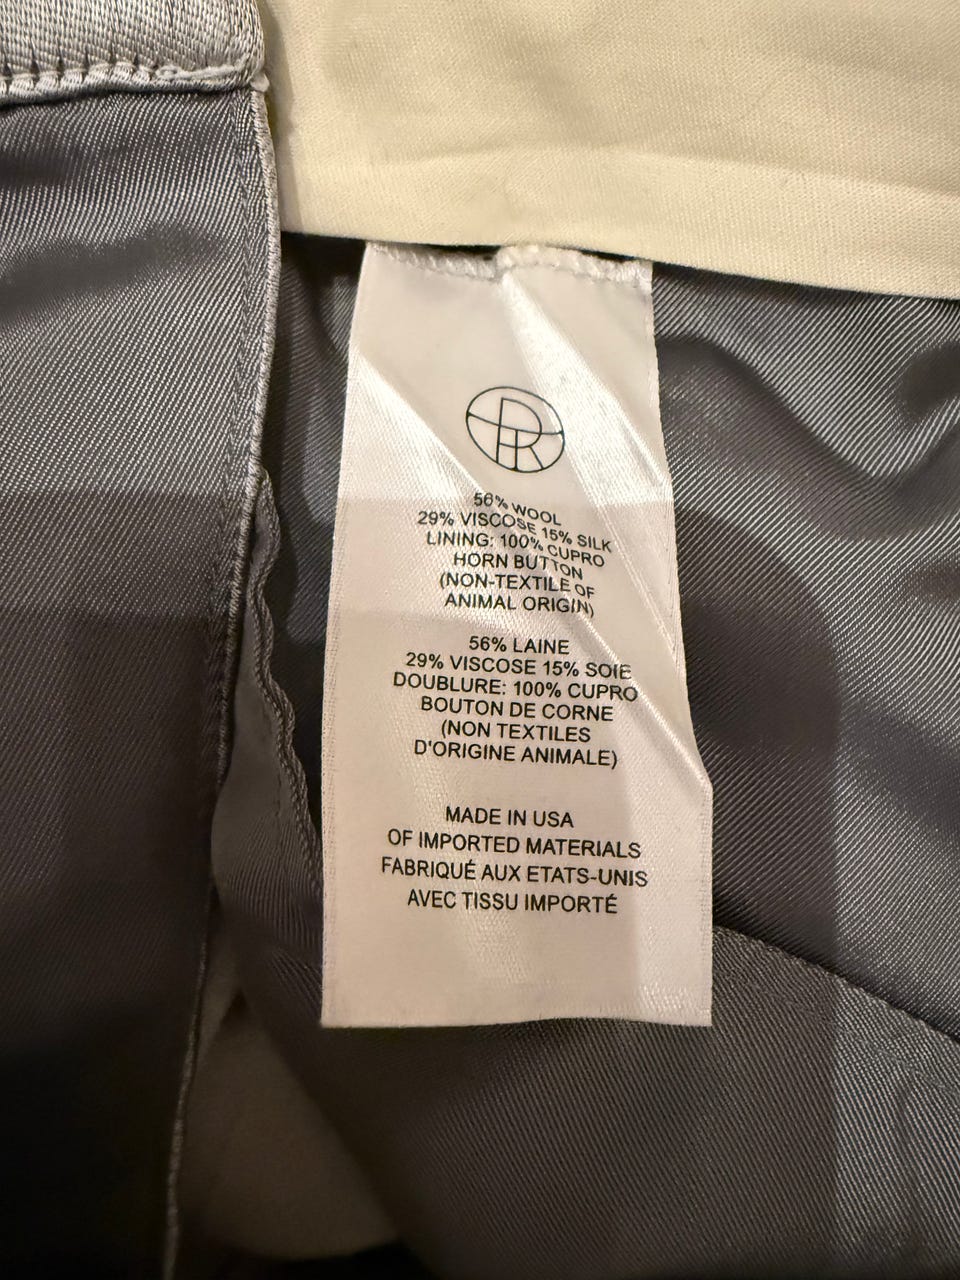 56% WOOL
29% VISCOSE 15% SILK
LINING: 100% CUPRO
HORN BUTTON
(NON-TEXTILE OF
ANIMAL ORIGIN)
56% LAINE
29% VISCOSE 15% SOIE
DOUBLURE: 100% CUPRO
BOUTON DE CORNE
(NON TEXTILES
D'ORIGINE ANIMALE)
MADE IN USA
OF IMPORTED MATERIALS
FABRIQUÉ AUX ETATS-UNIS
AVEC TISSU IMPORTÉ